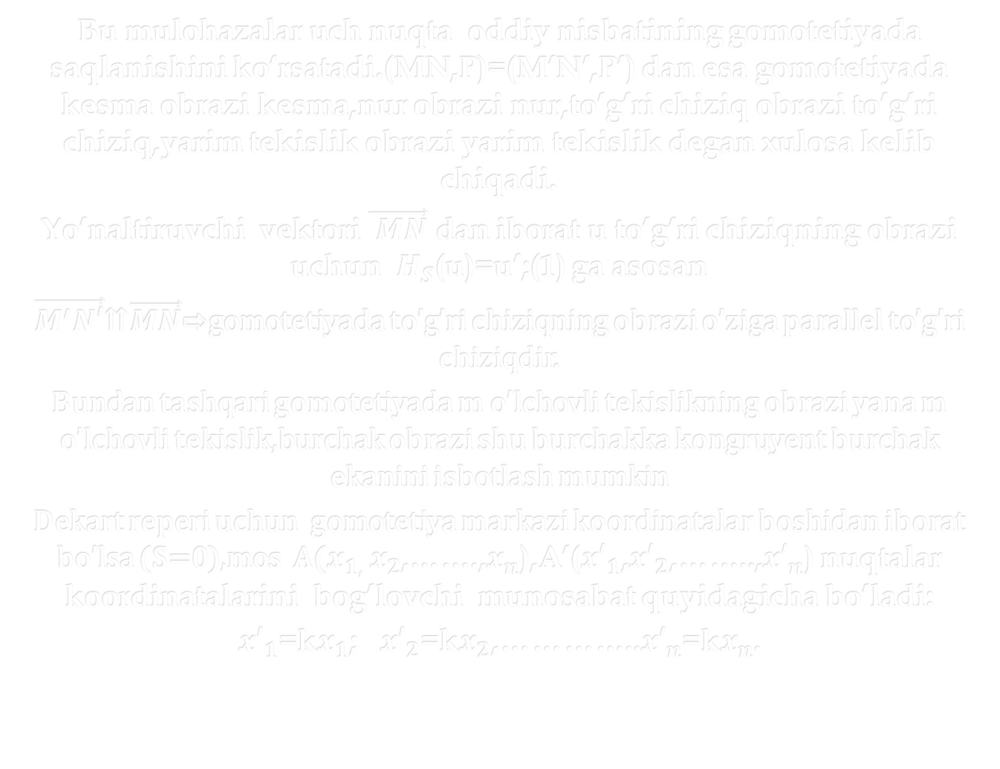 Bu mulohazalar uch nuqta oddiy nisbatining gomotetiyada
saqlanishini ko′rsatadi.(MN,P)=(M′N′,P′) dan esa gomotetiyada
kesma obrazi kesma,nur obrazi nur,to′g′ri chiziq obrazi to′g′ri
chiziq,yarim tekislik obrazi yarim tekislik degan xulosa kelib
chiqadi.
Yo′naltiruvchi vektori $\overrightarrow{MN}$ dan iborat u to′g′ri chiziqning obrazi
uchun $H_S$(u)=u′;(1) ga asosan
$\overrightarrow{M'N'}$⇈$\overrightarrow{MN}$⇨gomotetiyada to′g′ri chiziqning obrazi o′ziga parallel to′g′ri
chiziqdir.
Bundan tashqari gomotetiyada m o′lchovli tekislikning obrazi yana m
o′lchovli tekislik,burchak obrazi shu burchakka kongruyent burchak
ekanini isbotlash mumkin
Dekart reperi uchun gomotetiya markazi koordinatalar boshidan iborat
bo′lsa (S=0),mos A($x_{1,}$ $x_2$,…….,$x_n$),A′($x'_1$,$x'_2$,……..,$x'_n$) nuqtalar
koordinatalarini bog′lovchi munosabat quyidagicha bo′ladi:
$x'_1$=k$x_1$; $x'_2$=k$x_2$,…………..$x'_n$=k$x_n$.